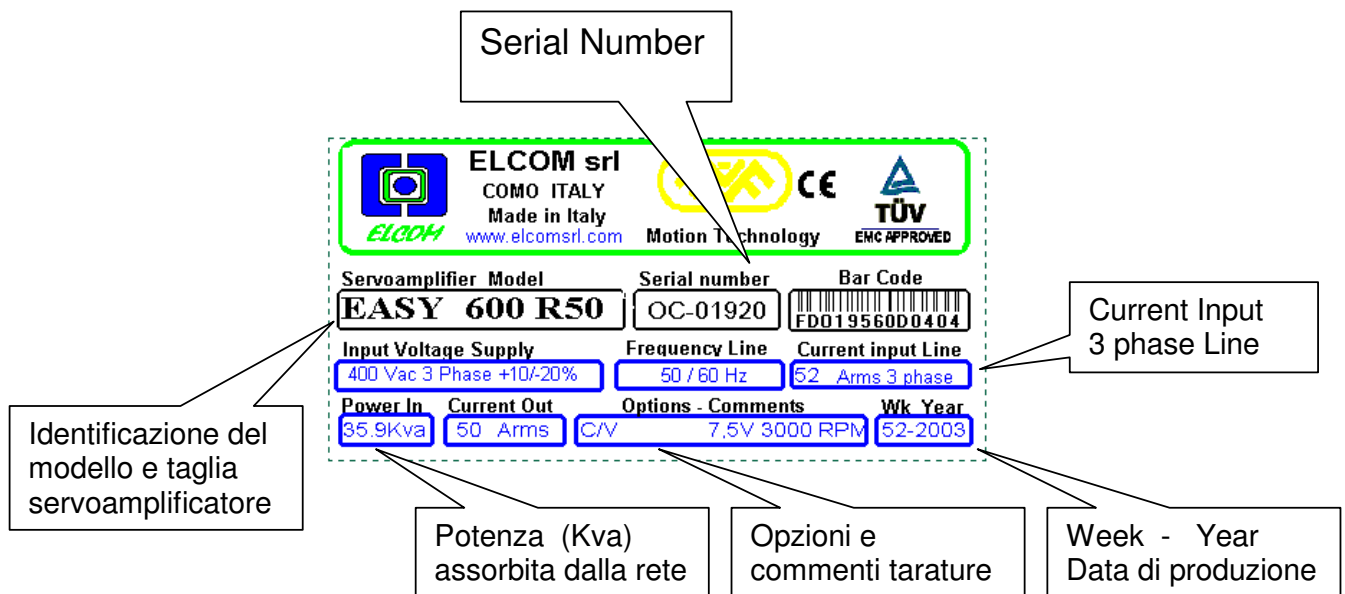 Serial Number
ELCOM srl
COMO ITALY
Made in Italy
www.elcomsrl.com
ELCOM
Motion Technology
CE
TÜV
EMC APPROVED
Servoamplifier Model
Serial number
Bar Code
EASY 600 R50
OC-01920
FD019560D0404
Input Voltage Supply
Frequency Line
Current input Line
400 Vac 3 Phase +10/-20%
50 / 60 Hz
52 Arms 3 phase
Power In
Current Out
Options - Comments
Wk Year
35.9Kva
50 Arms
C/V 7,5V 3000 RPM
52-2003
Current Input
3 phase Line
Identificazione del
modello e taglia
servoamplificatore
Potenza (Kva)
assorbita dalla rete
Opzioni e
commenti tarature
Week - Year
Data di produzione